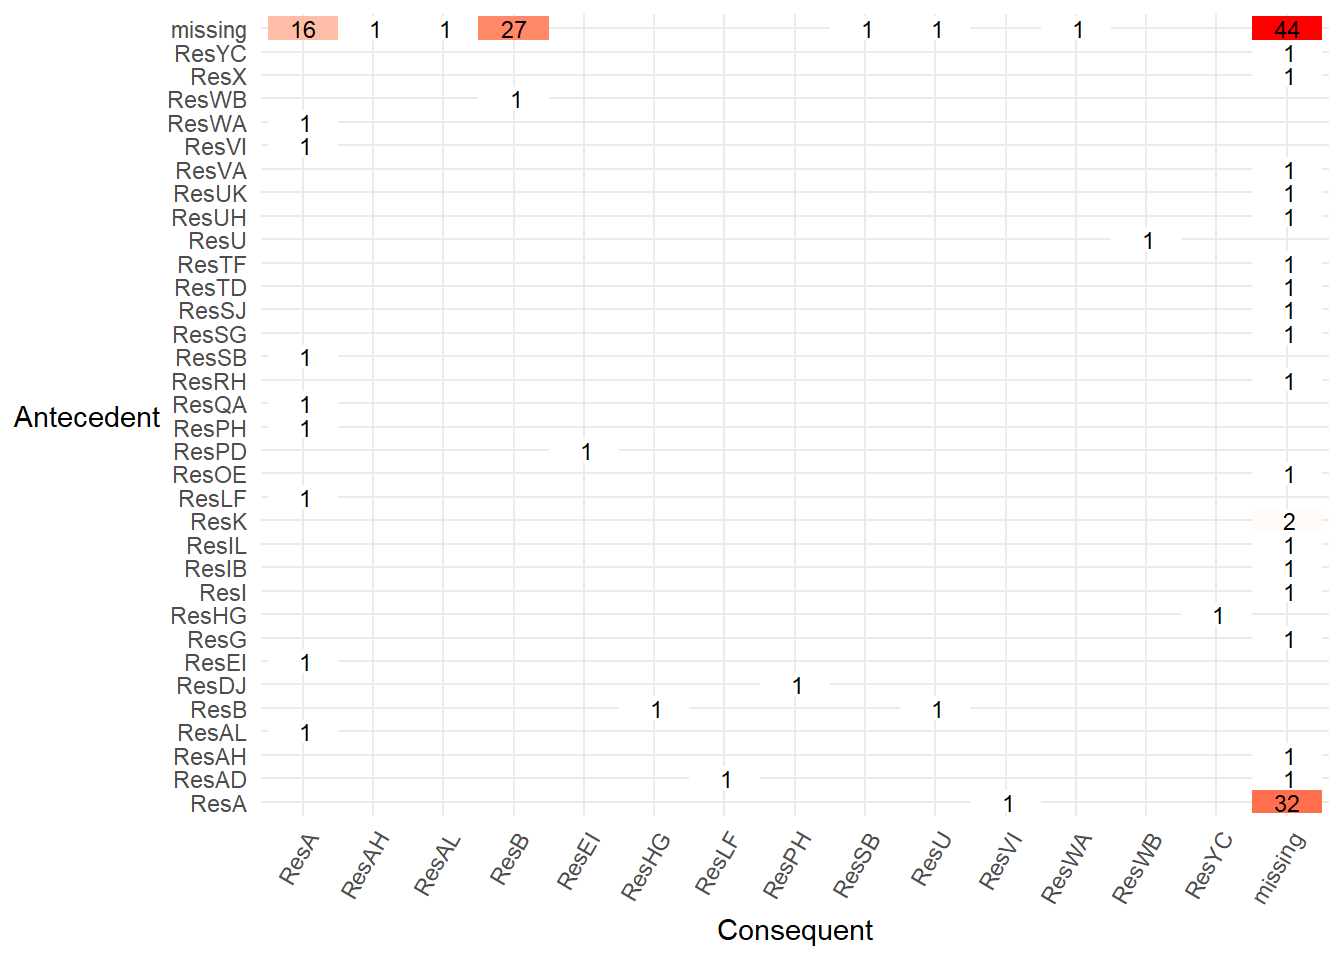 missing 16 1 1 27 1 1 1 44
ResYC 1
ResX 1
ResWB 1
ResWA 1
ResVI 1
ResVA 1
ResUK 1
ResUH 1
ResU 1
ResTF 1
ResTD 1
ResSJ 1
ResSG 1
ResSB 1
ResRH 1
ResQA 1
Antecedent
ResPH 1
ResPD 1
ResOE 1
ResLF 1
ResK 2
ResIL 1
ResIB 1
ResI 1
ResHG 1
ResG 1
ResEI 1
ResDJ 1
ResB 1 1
ResAL 1
ResAH 1
ResAD 1 1
ResA 1 32
ResA ResAH ResAL ResB ResEI ResHG ResLF ResPH ResSB ResU ResVI ResWA ResWB ResYC missing
Consequent